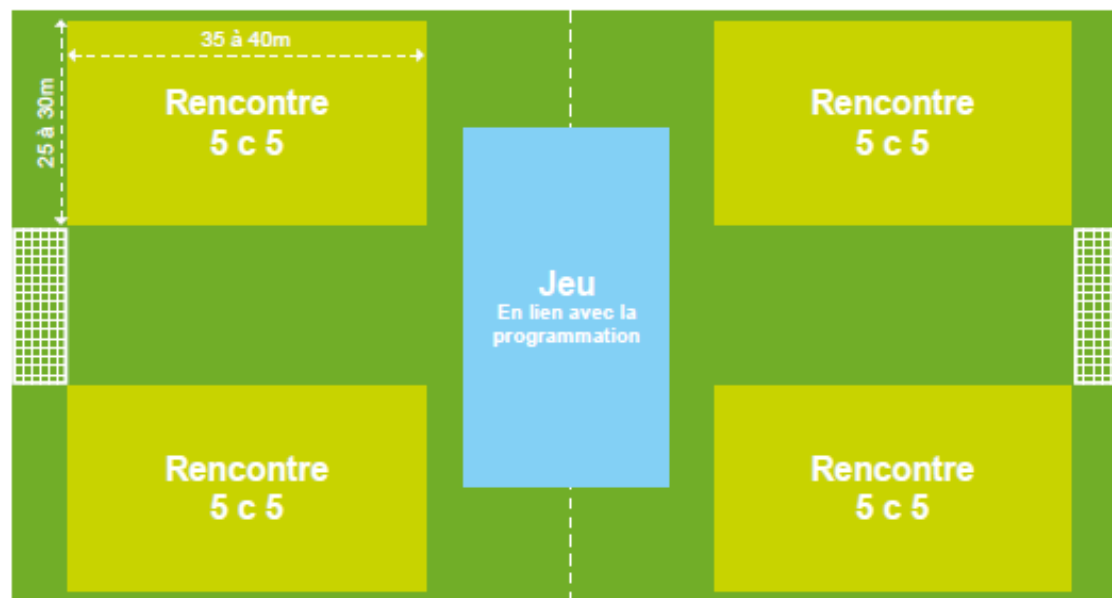 35 à 40m
25 à 30m
Rencontre
5 c 5
Rencontre
5 c 5
Jeu
En lien avec la
programmation
Rencontre
5 c 5
Rencontre
5 c 5